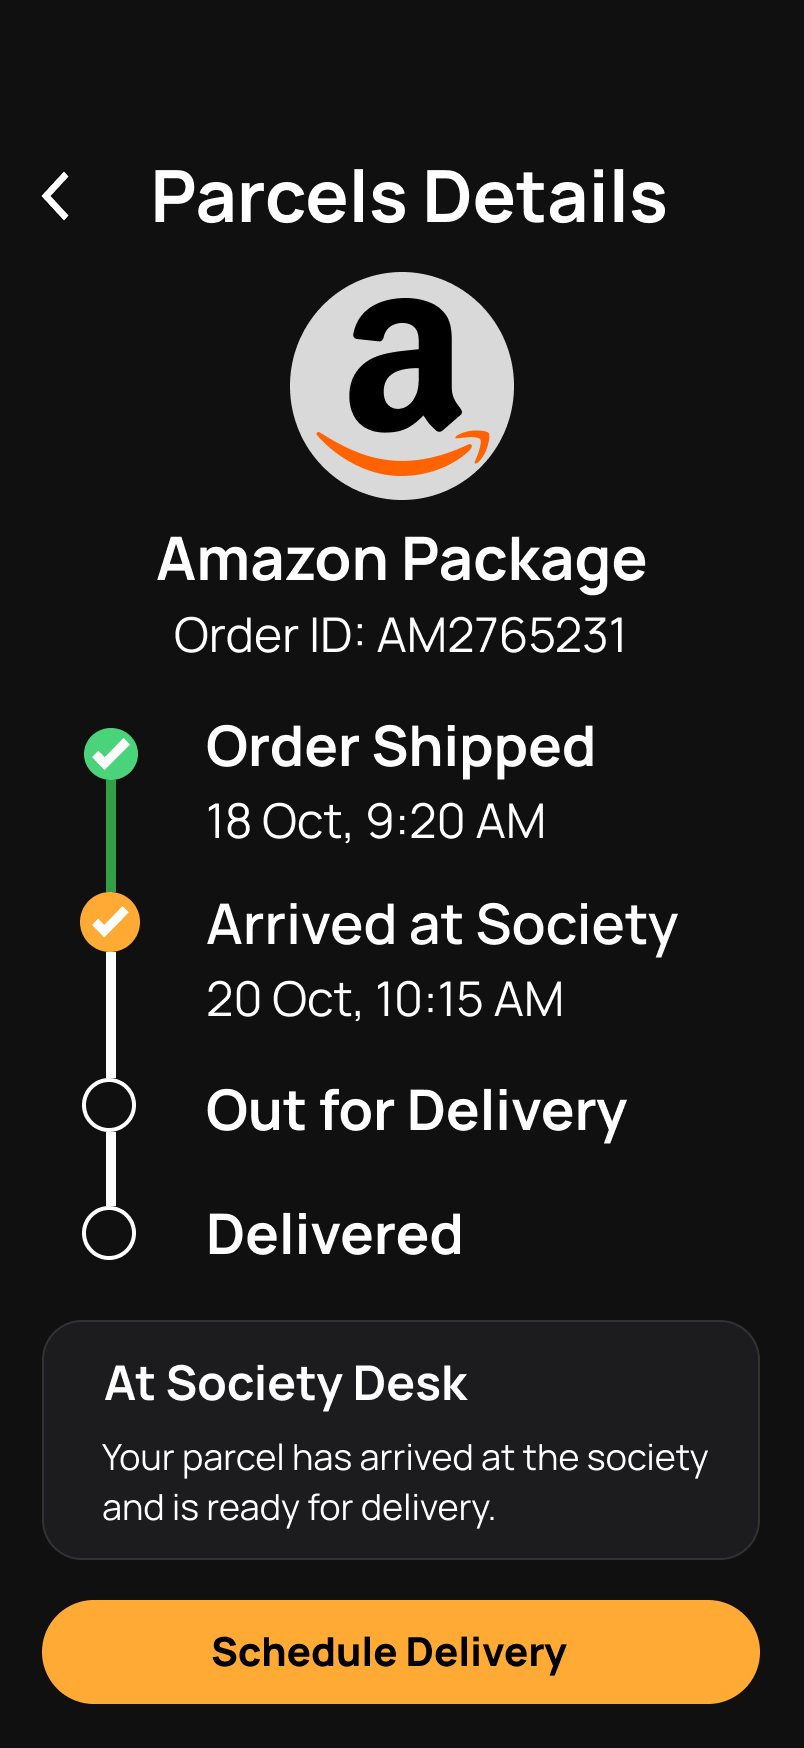 Parcels Details
a
Amazon Package
Order ID: AM2765231
Order Shipped
18 Oct, 9:20 AM
Arrived at Society
20 Oct, 10:15 AM
Out for Delivery
Delivered
At Society Desk
Your parcel has arrived at the society
and is ready for delivery.
Schedule Delivery